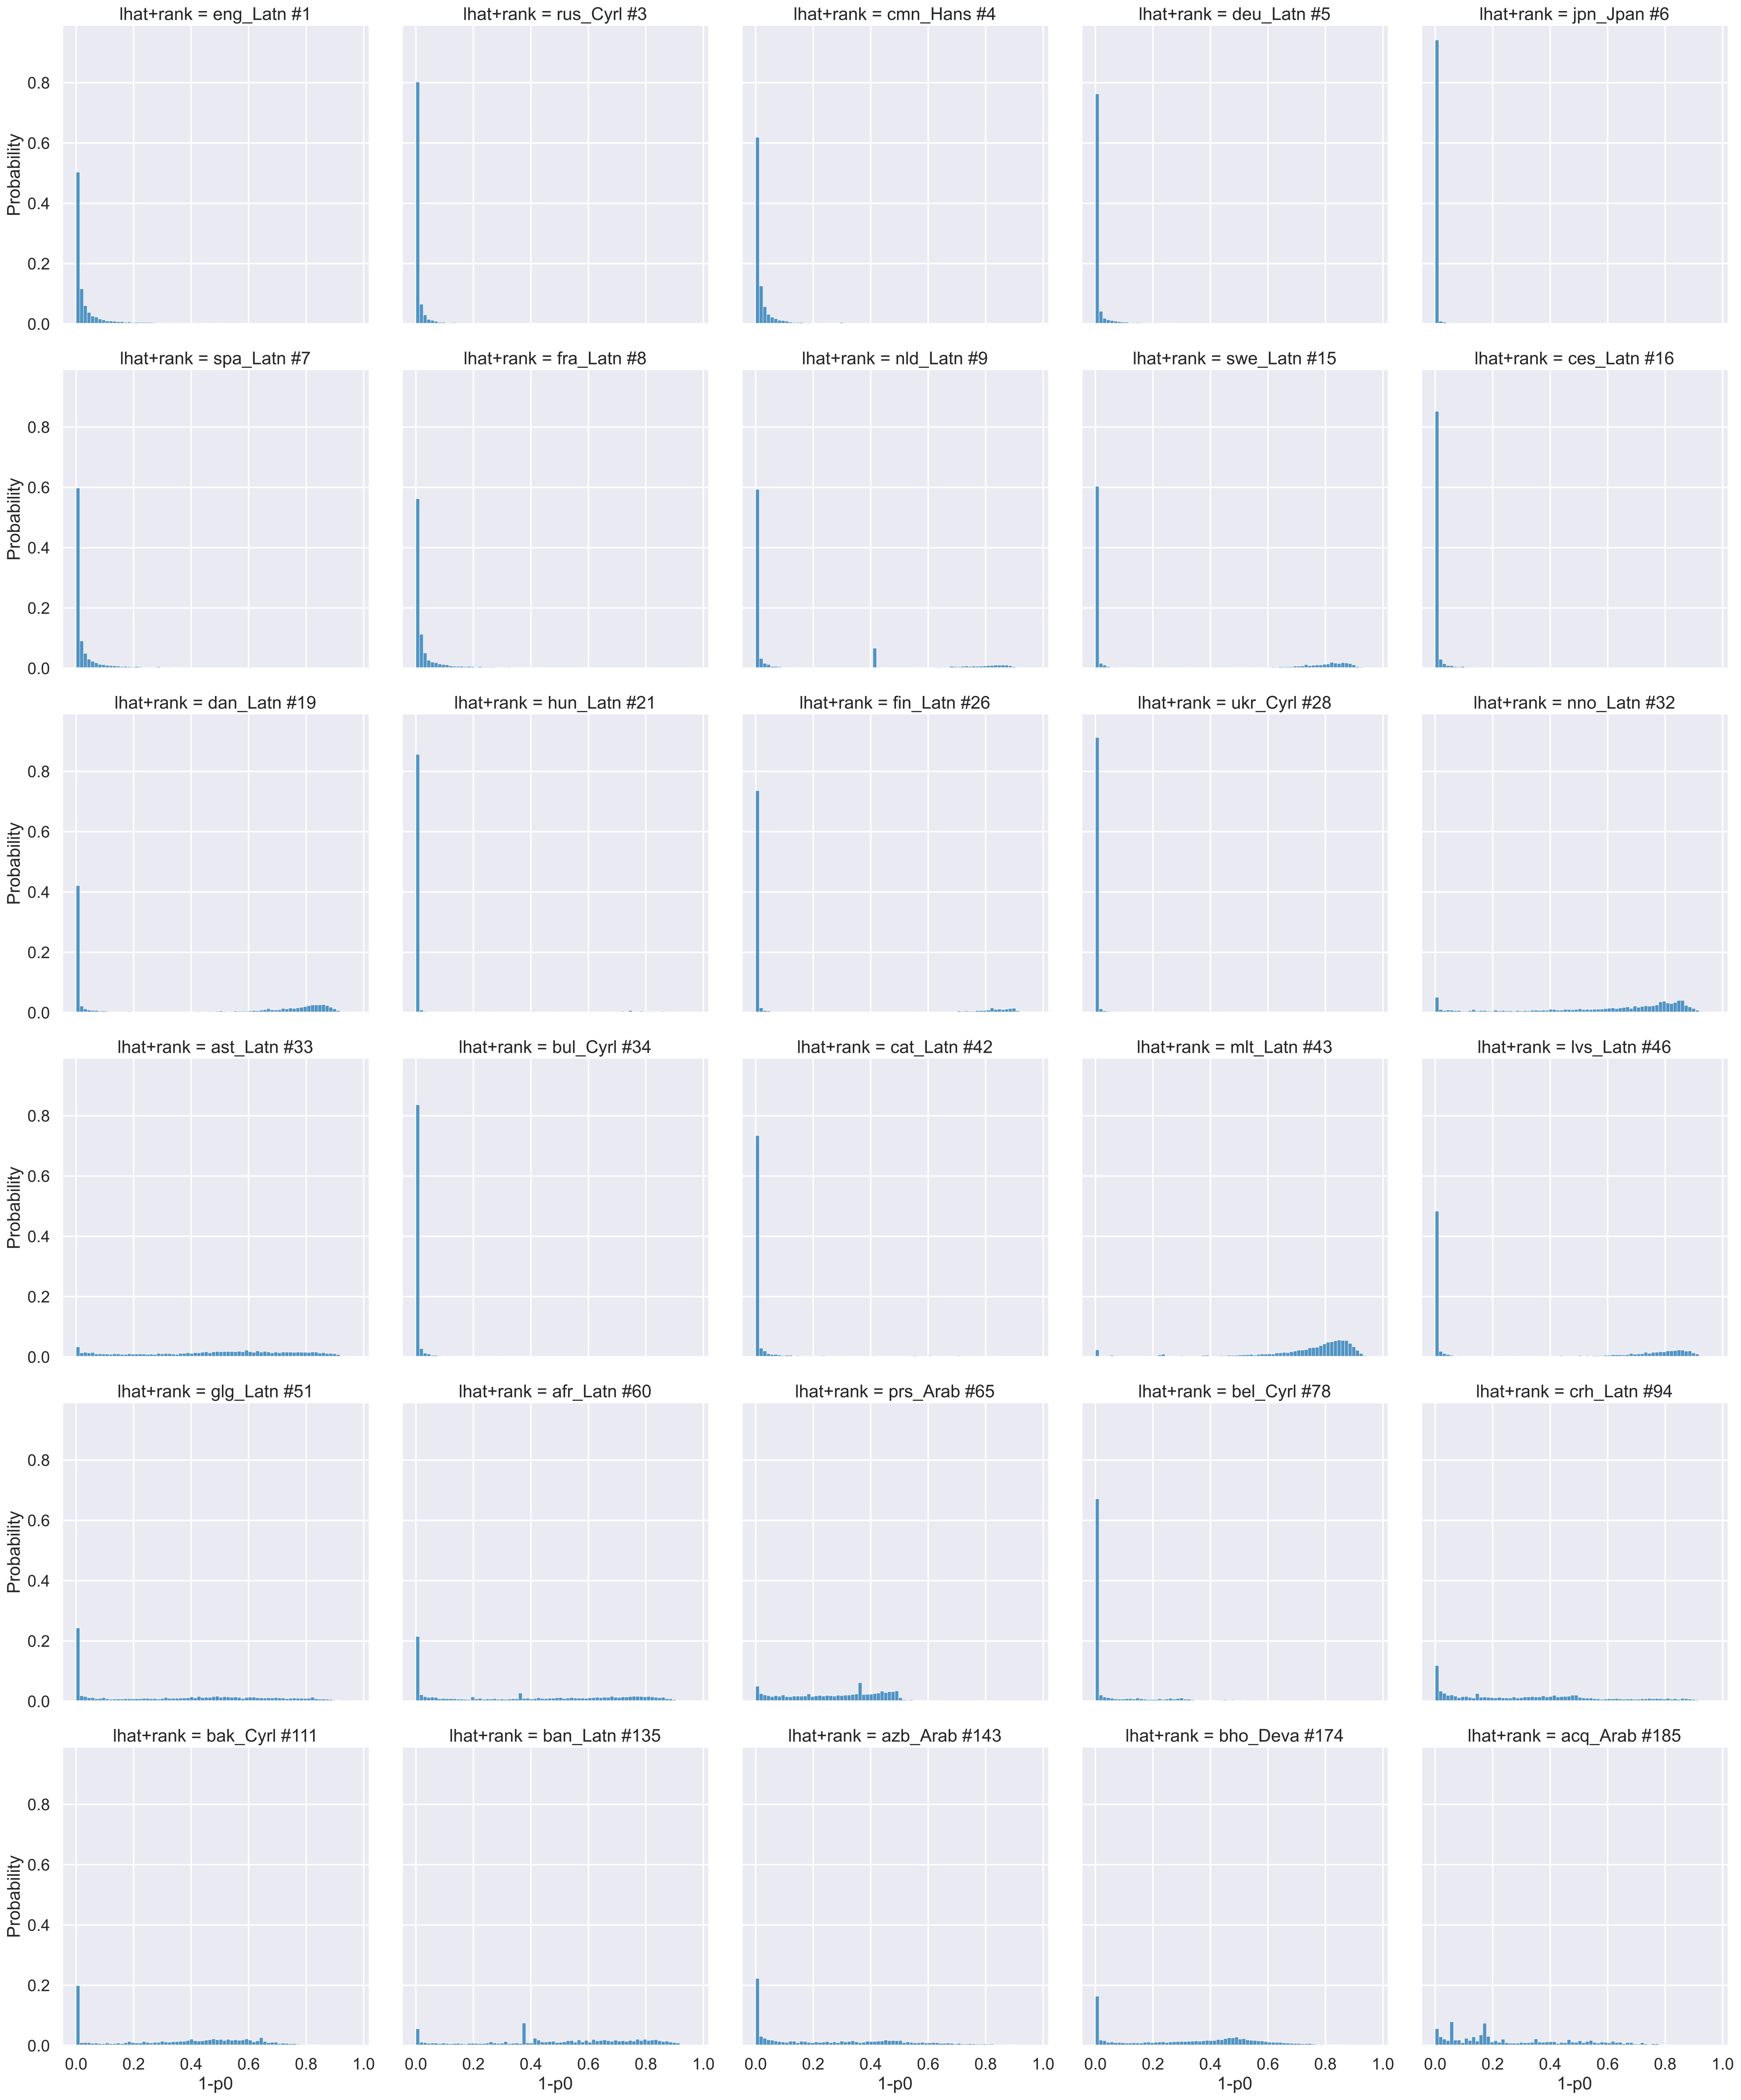 lhat+rank = eng_Latn #1
lhat+rank = rus_Cyrl #3
lhat+rank = cmn_Hans #4
lhat+rank = deu_Latn #5
lhat+rank = jpn_Jpan #6
0.8
0.6
0.4
0.2
0.0
Probability
lhat+rank = spa_Latn #7
lhat+rank = fra_Latn #8
lhat+rank = nld_Latn #9
lhat+rank = swe_Latn #15
lhat+rank = ces_Latn #16
0.8
0.6
0.4
0.2
0.0
Probability
lhat+rank = dan_Latn #19
lhat+rank = hun_Latn #21
lhat+rank = fin_Latn #26
lhat+rank = ukr_Cyrl #28
lhat+rank = nno_Latn #32
0.8
0.6
0.4
0.2
0.0
Probability
lhat+rank = ast_Latn #33
lhat+rank = bul_Cyrl #34
lhat+rank = cat_Latn #42
lhat+rank = mlt_Latn #43
lhat+rank = lvs_Latn #46
0.8
0.6
0.4
0.2
0.0
Probability
lhat+rank = glg_Latn #51
lhat+rank = afr_Latn #60
lhat+rank = prs_Arab #65
lhat+rank = bel_Cyrl #78
lhat+rank = crh_Latn #94
0.8
0.6
0.4
0.2
0.0
Probability
lhat+rank = bak_Cyrl #111
lhat+rank = ban_Latn #135
lhat+rank = azb_Arab #143
lhat+rank = bho_Deva #174
lhat+rank = acq_Arab #185
0.8
0.6
0.4
0.2
0.0
Probability
0.0 0.2 0.4 0.6 0.8 1.0
0.0 0.2 0.4 0.6 0.8 1.0
0.0 0.2 0.4 0.6 0.8 1.0
0.0 0.2 0.4 0.6 0.8 1.0
0.0 0.2 0.4 0.6 0.8 1.0
1-p0
1-p0
1-p0
1-p0
1-p0